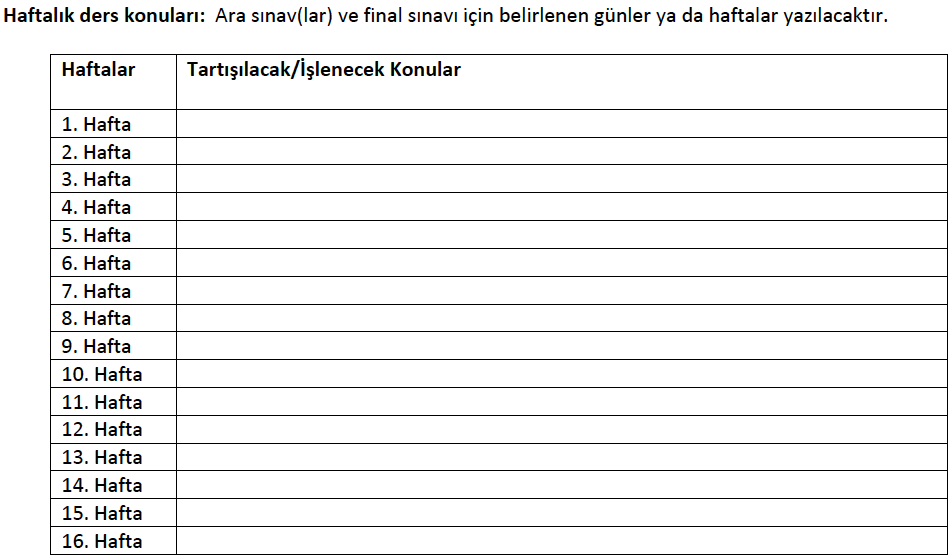 Haftalık ders konuları: Ara sınav(lar) ve final sınavı için belirlenen günler ya da haftalar yazılacaktır.
Haftalar Tartışılacak/İşlenecek Konular
1. Hafta
2. Hafta
3. Hafta
4. Hafta
5. Hafta
6. Hafta
7. Hafta
8. Hafta
9. Hafta
10. Hafta
11. Hafta
12. Hafta
13. Hafta
14. Hafta
15. Hafta
16. Hafta